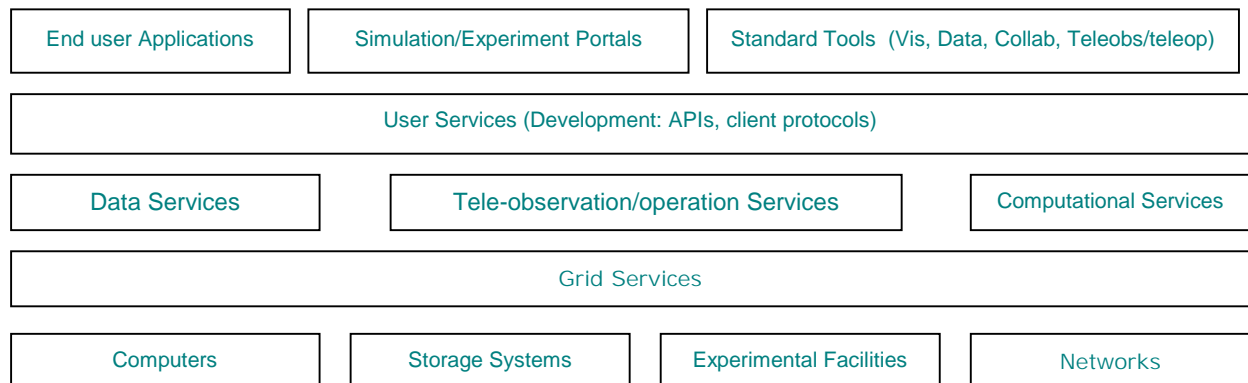 End user Applications
Simulation/Experiment Portals
Standard Tools  (Vis, Data, Collab, Teleobs/teleop)
User Services (Development: APIs, client protocols)
Data Services
Tele-observation/operation Services
Computational Services
Grid Services
Computers
Storage Systems
Experimental Facilities
Networks